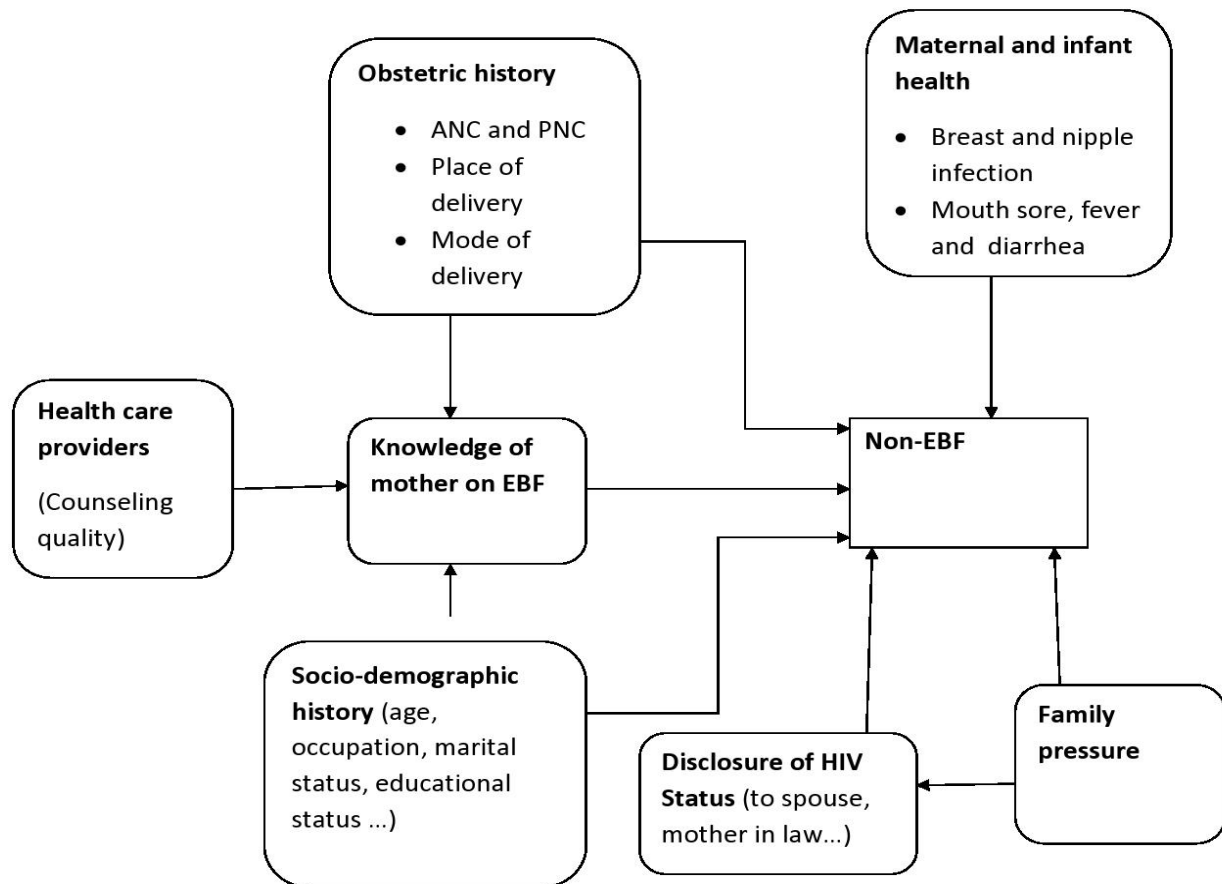 Obstetric history
• ANC and PNC
• Place of
delivery
• Mode of
delivery
Maternal and infant
health
• Breast and nipple
infection
• Mouth sore, fever
and diarrhea
Health care
providers
(Counseling
quality)
Knowledge of
mother on EBF
Non-EBF
Socio-demographic
history (age,
occupation, marital
status, educational
status ...)
Disclosure of HIV
Status (to spouse,
mother in law...)
Family
pressure